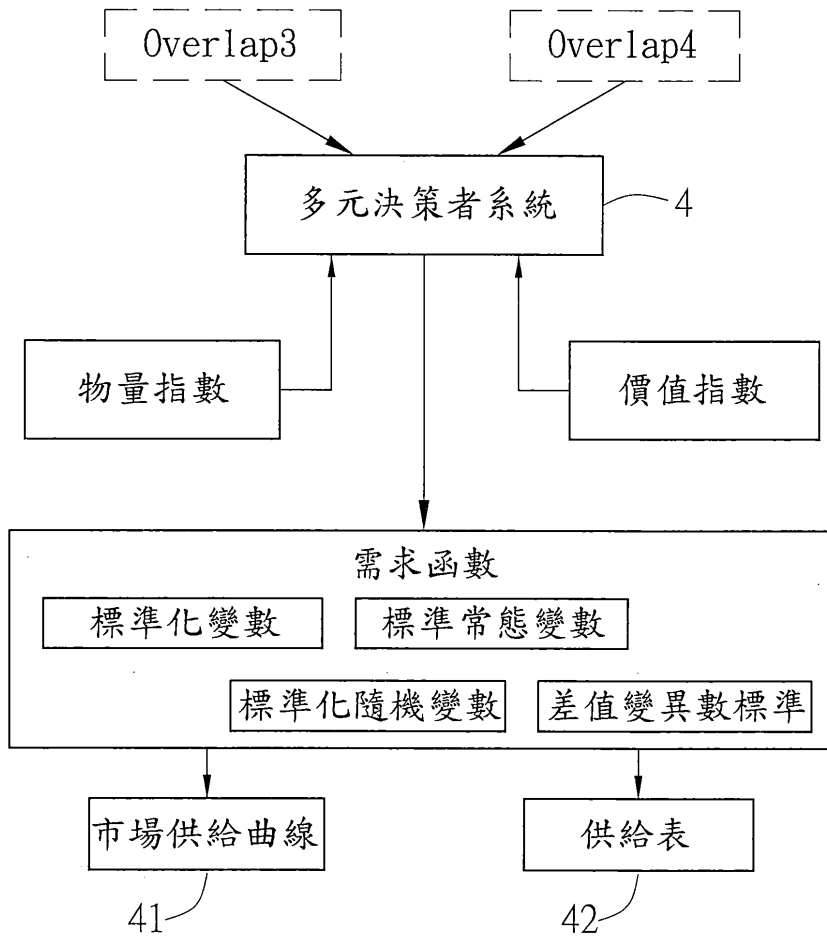 Overlap3
Overlap4
多元決策者系統
4
物量指數
價值指數
需求函數
標準化變數
標準常態變數
標準化隨機變數
差值變異數標準
市場供給曲線
供給表
41
42